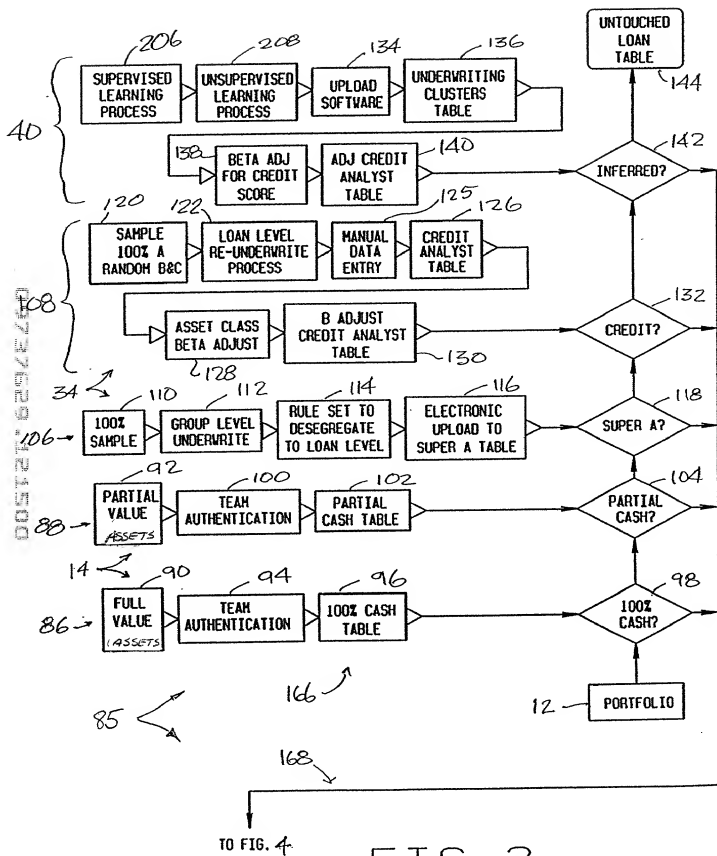 206
208
134
136
UNTOUCHED
LOAN
TABLE
144
SUPERVISED
LEARNING
PROCESS
UNSUPERVISED
LEARNING
PROCESS
UPLOAD
SOFTWARE
UNDERWRITING
CLUSTERS
TABLE
40
138
BETA ADJ
FOR CREDIT
SCORE
ADJ CREDIT
ANALYST
TABLE
140
INFERRED?
142
120
122
125
126
SAMPLE
100% A
RANDOM B&C
LOAN LEVEL
RE-UNDERWRITE
PROCESS
MANUAL
DATA
ENTRY
CREDIT
ANALYST
TABLE
108
ASSET CLASS
BETA ADJUST
128
B ADJUST
CREDIT ANALYST
TABLE
130
CREDIT?
132
34
110
112
114
116
118
106
100%
SAMPLE
GROUP LEVEL
UNDERWRITE
RULE SET TO
DESEGREGATE
TO LOAN LEVEL
ELECTRONIC
UPLOAD TO
SUPER A TABLE
SUPER A?
92
100
102
104
88
PARTIAL
VALUE
ASSETS
TEAM
AUTHENTICATION
PARTIAL
CASH TABLE
PARTIAL
CASH?
14
90
94
96
98
86
FULL
VALUE
ASSETS
TEAM
AUTHENTICATION
100% CASH
TABLE
100%
CASH?
166
85
12
PORTFOLIO
168
TO FIG. 4